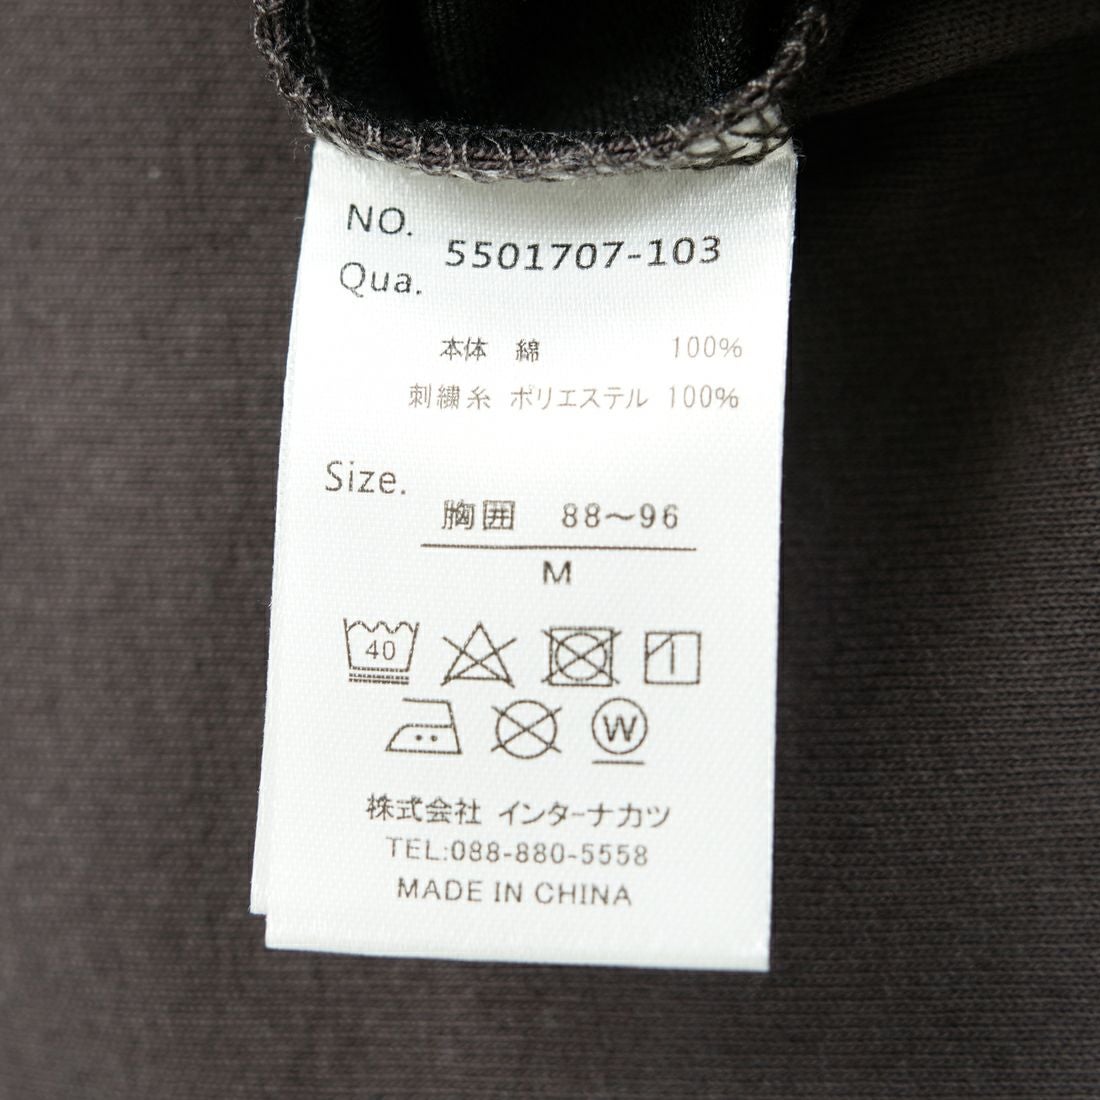 NO.
5501707-103
Qua.
本体 綿 100%
刺繍糸 ポリエステル 100%
Size.
胸囲 88～96
M
40
W
株式会社 インターナカツ
TEL:088-880-5558
MADE IN CHINA